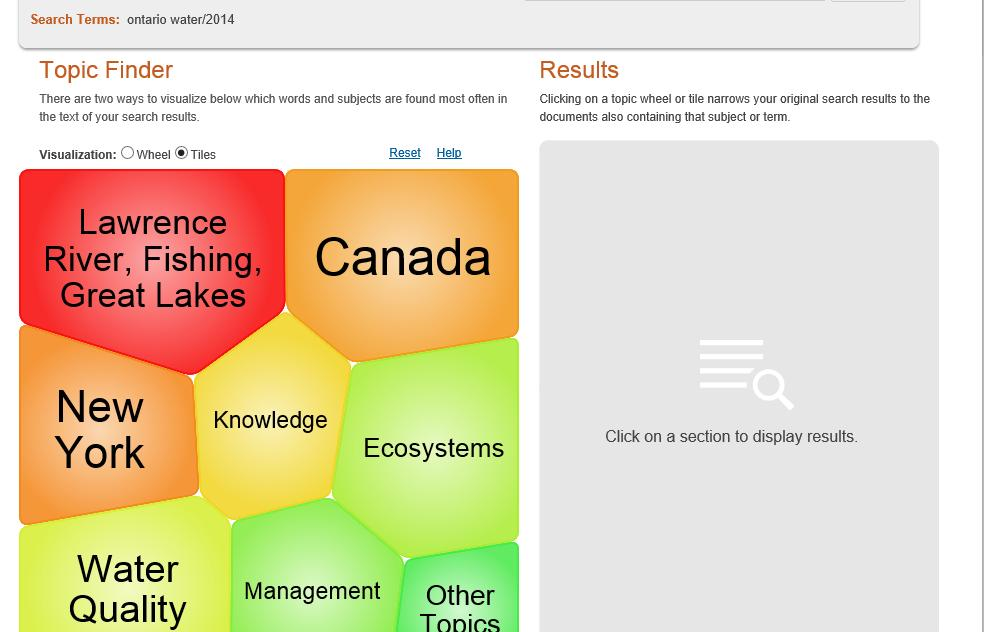 Search Terms: ontario water/2014
Topic Finder
There are two ways to visualize below which words and subjects are found most often in
the text of your search results.
Visualization: Wheel Tiles
Reset Help
Results
Clicking on a topic wheel or tile narrows your original search results to the
documents also containing that subject or term.
Lawrence
River, Fishing,
Great Lakes
Canada
New
York
Knowledge
Ecosystems
Water
Quality
Management
Other
Topics
Click on a section to display results.